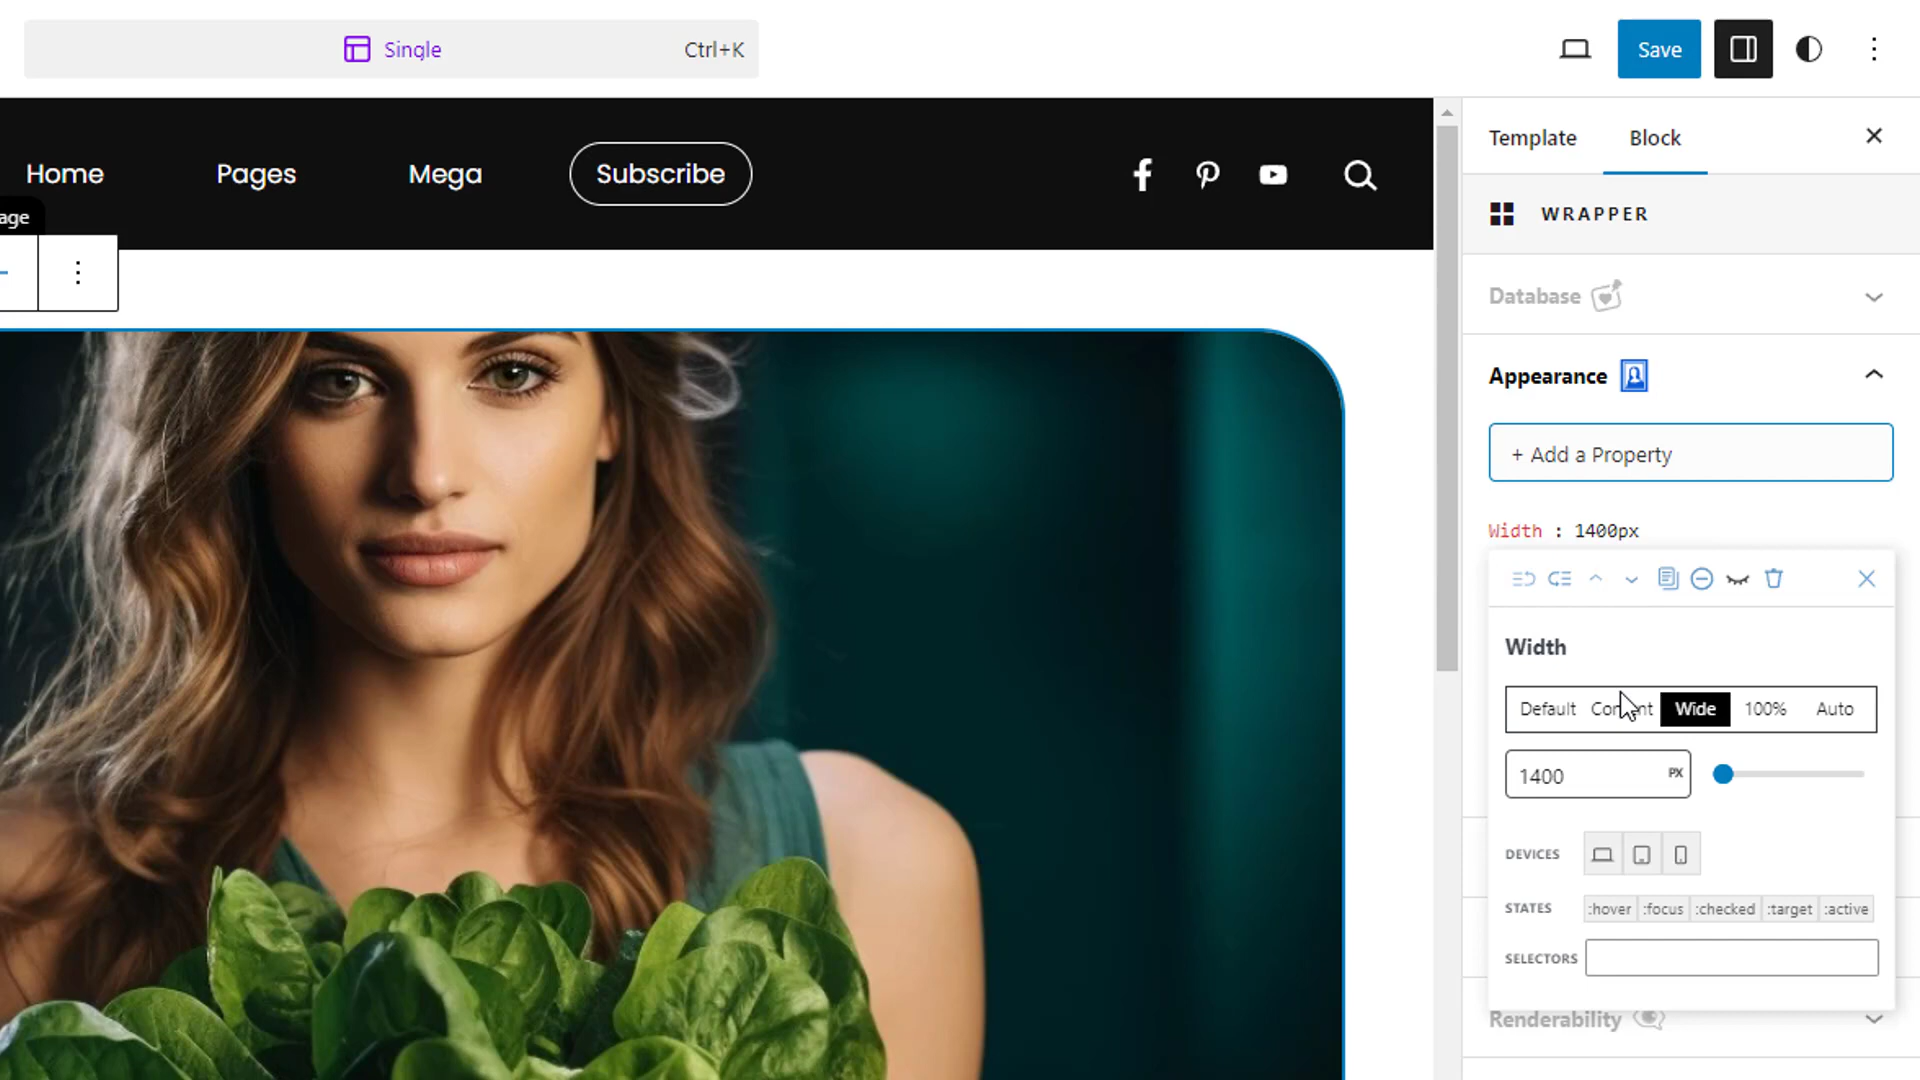 Single
Ctrl+K
Save
Home
Pages
Mega
Subscribe
age
Template
Block
WRAPPER
Database
Appearance
+ Add a Property
Width : 1400px
Width
Default
Wide
100%
Auto
1400
PX
DEVICES
STATES
:hover
:focus
:checked
:target
:active
SELECTORS
Renderability